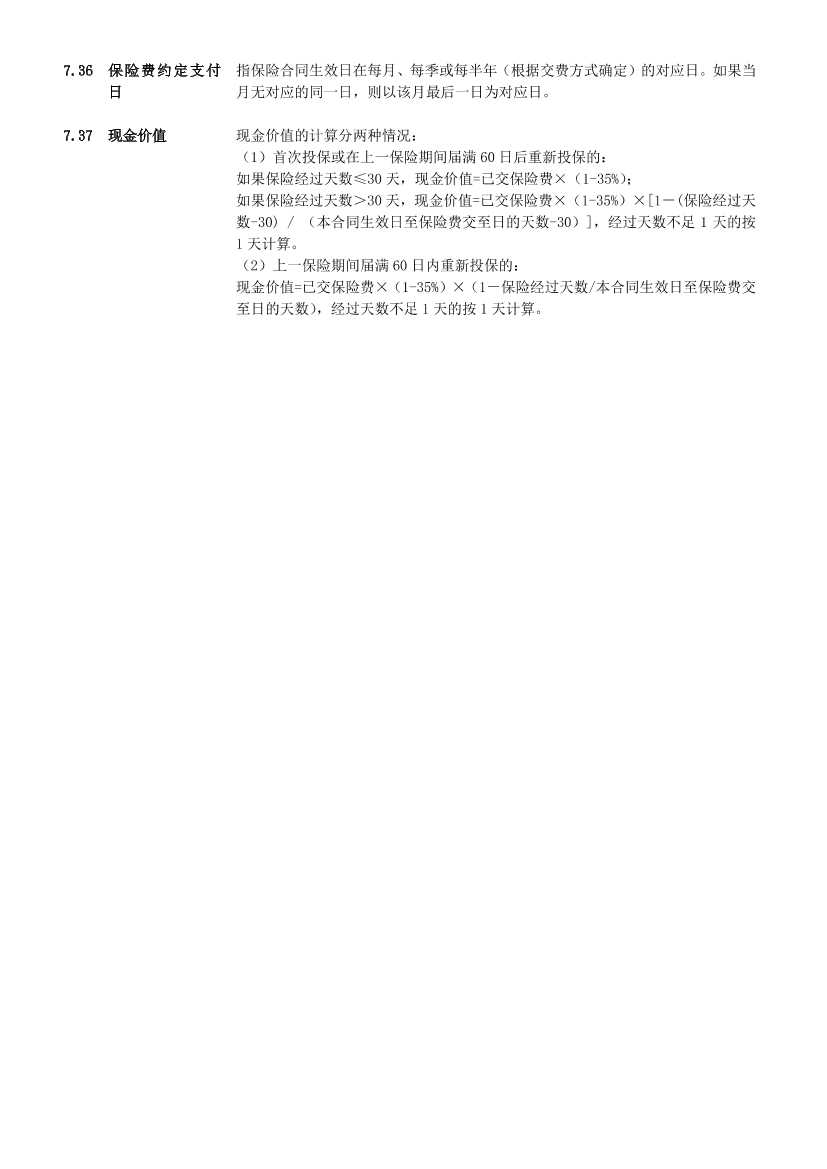 7.36 保险费约定支付日 指保险合同生效日在每月、每季或每半年（根据交费方式确定）的对应日。如果当
月无对应的同一日，则以该月最后一日为对应日。
7.37 现金价值 现金价值的计算分两种情况：
（1）首次投保或在上一保险期间届满 60 日后重新投保的：
如果保险经过天数≤30 天，现金价值=已交保险费×（1-35%）；
如果保险经过天数＞30 天，现金价值=已交保险费×（1-35%）×[1－(保险经过天
数-30) / （本合同生效日至保险费交至日的天数-30）]，经过天数不足 1 天的按
1 天计算。
（2）上一保险期间届满 60 日内重新投保的：
现金价值=已交保险费×（1-35%）×（1－保险经过天数/本合同生效日至保险费交
至日的天数），经过天数不足 1 天的按 1 天计算。